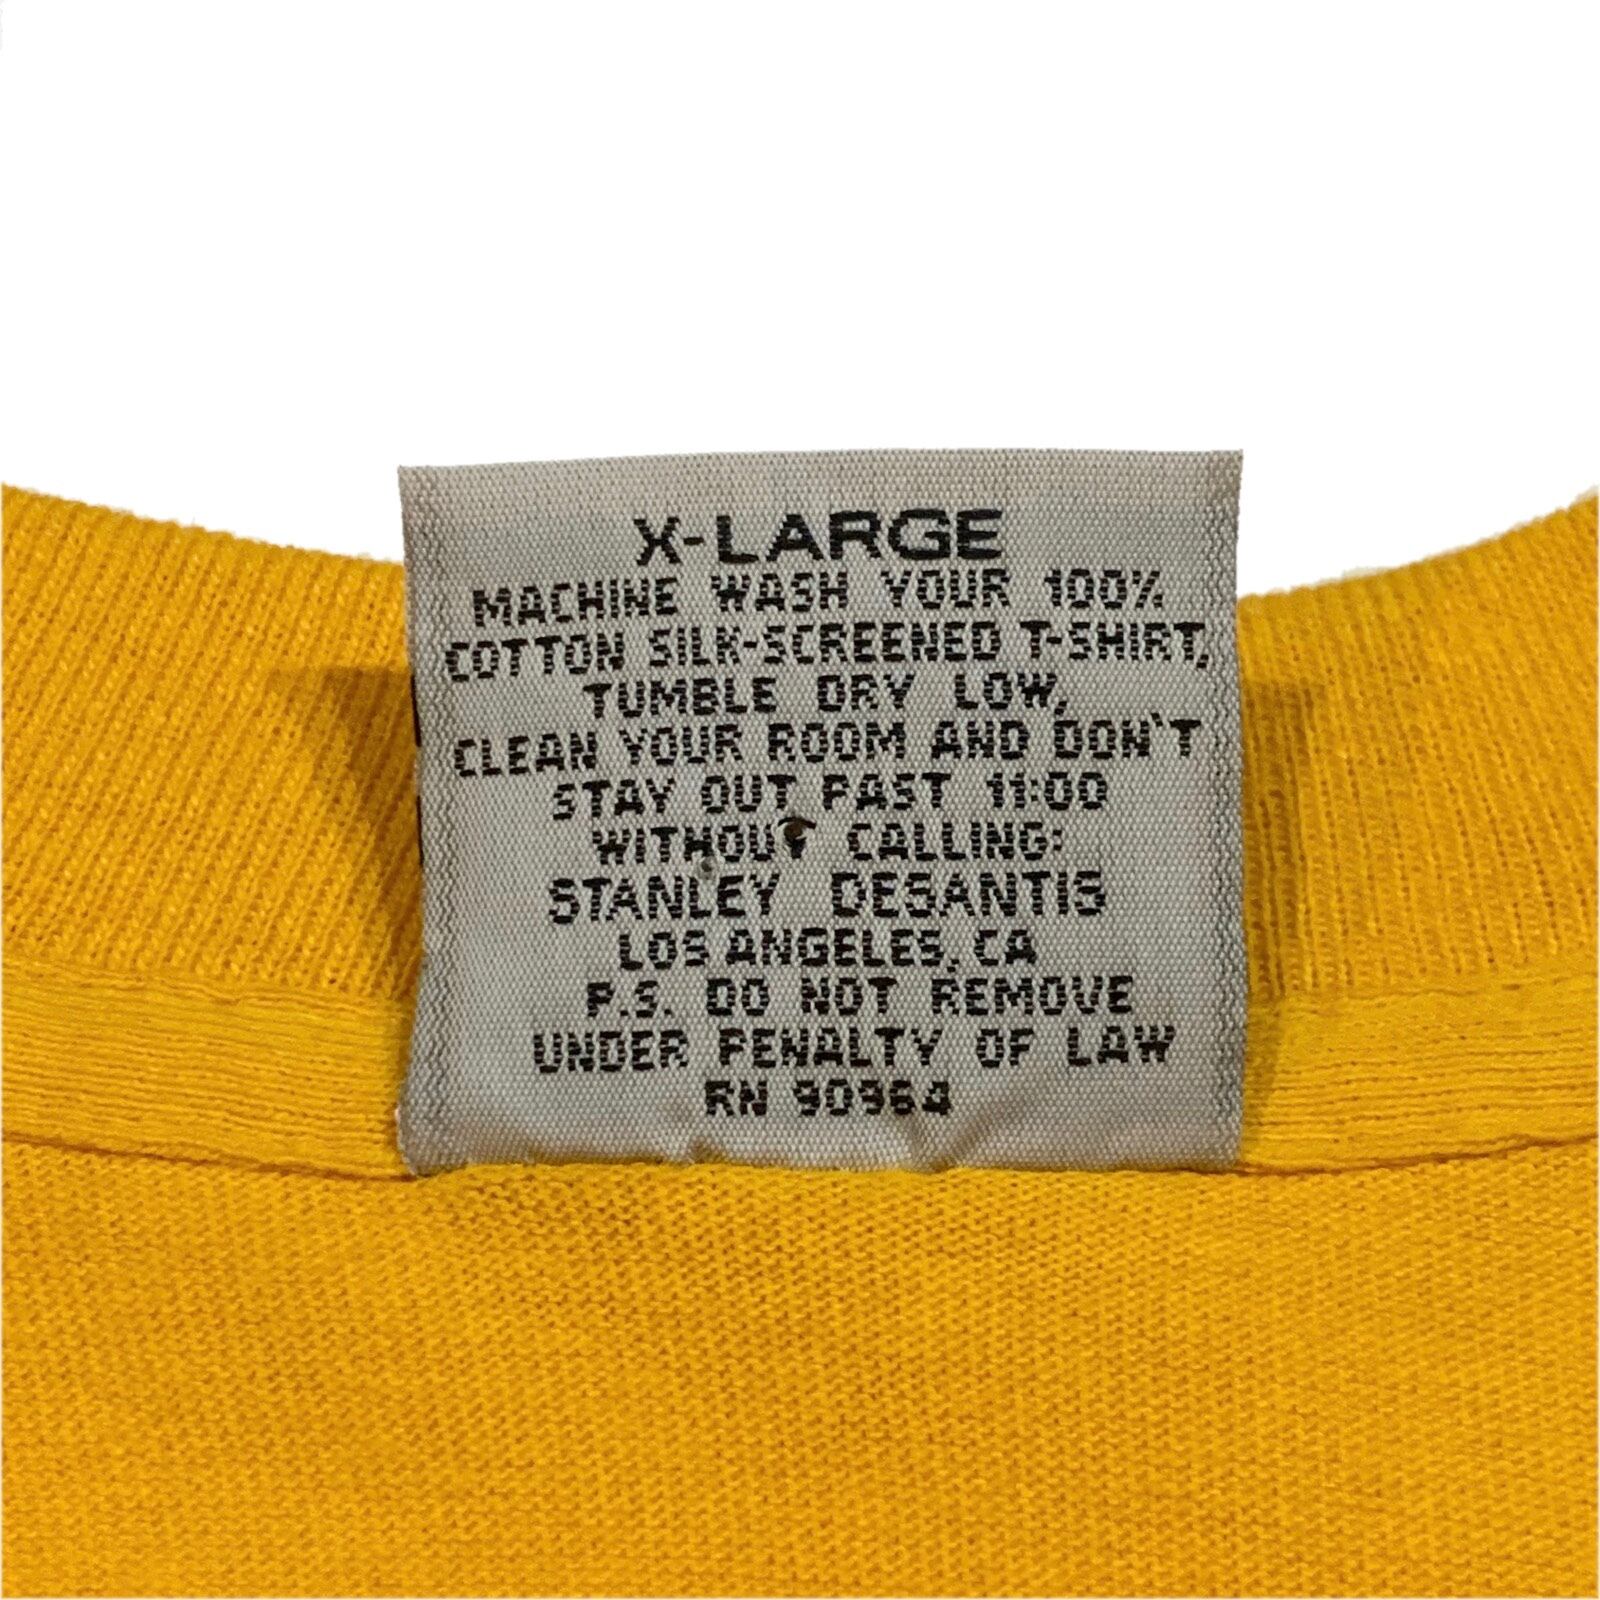 X-LARGE
MACHINE WASH YOUR 100%
COTTON SILK-SCREENED T-SHIRT,
TUMBLE DRY LOW,
CLEAN YOUR ROOM AND DON'T
STAY OUT PAST 11:00
WITHOUT CALLING:
STANLEY DESANTIS
LOS ANGELES, CA
P.S. DO NOT REMOVE
UNDER PENALTY OF LAW
RN 90964